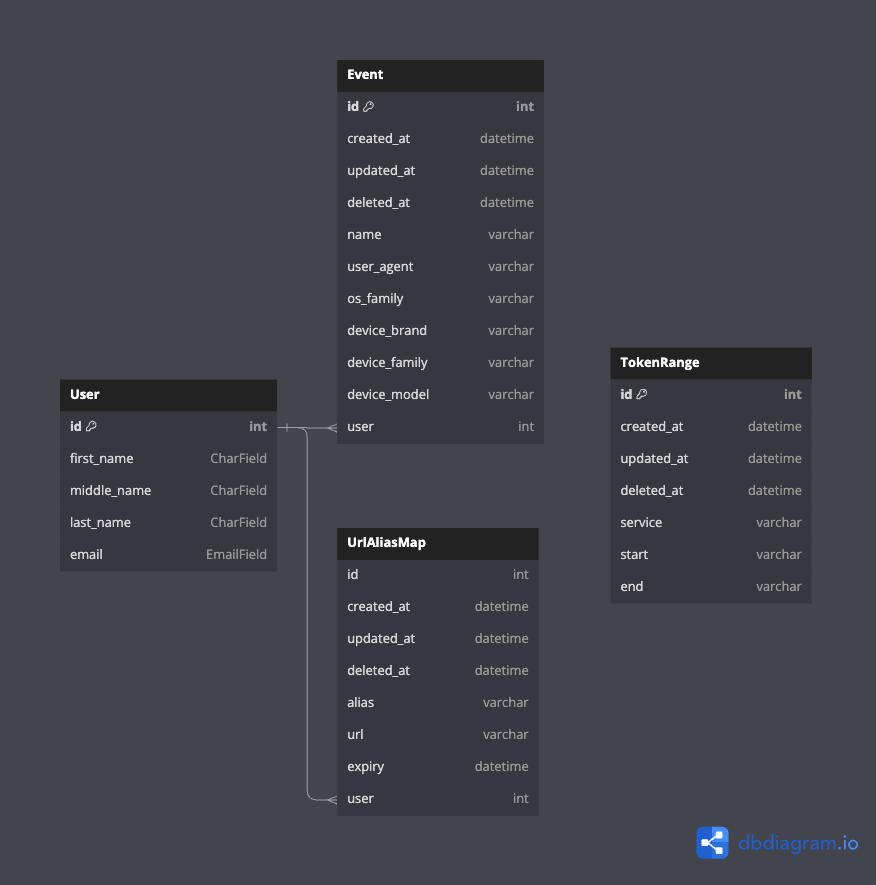 Event
id int
created_at datetime
updated_at datetime
deleted_at datetime
name varchar
user_agent varchar
os_family varchar
device_brand varchar
device_family varchar
device_model varchar
user int
User
id int
first_name CharField
middle_name CharField
last_name CharField
email EmailField
UrlAliasMap
id int
created_at datetime
updated_at datetime
deleted_at datetime
alias varchar
url varchar
expiry datetime
user int
TokenRange
id int
created_at datetime
updated_at datetime
deleted_at datetime
service varchar
start varchar
end varchar
dbdiagram.io